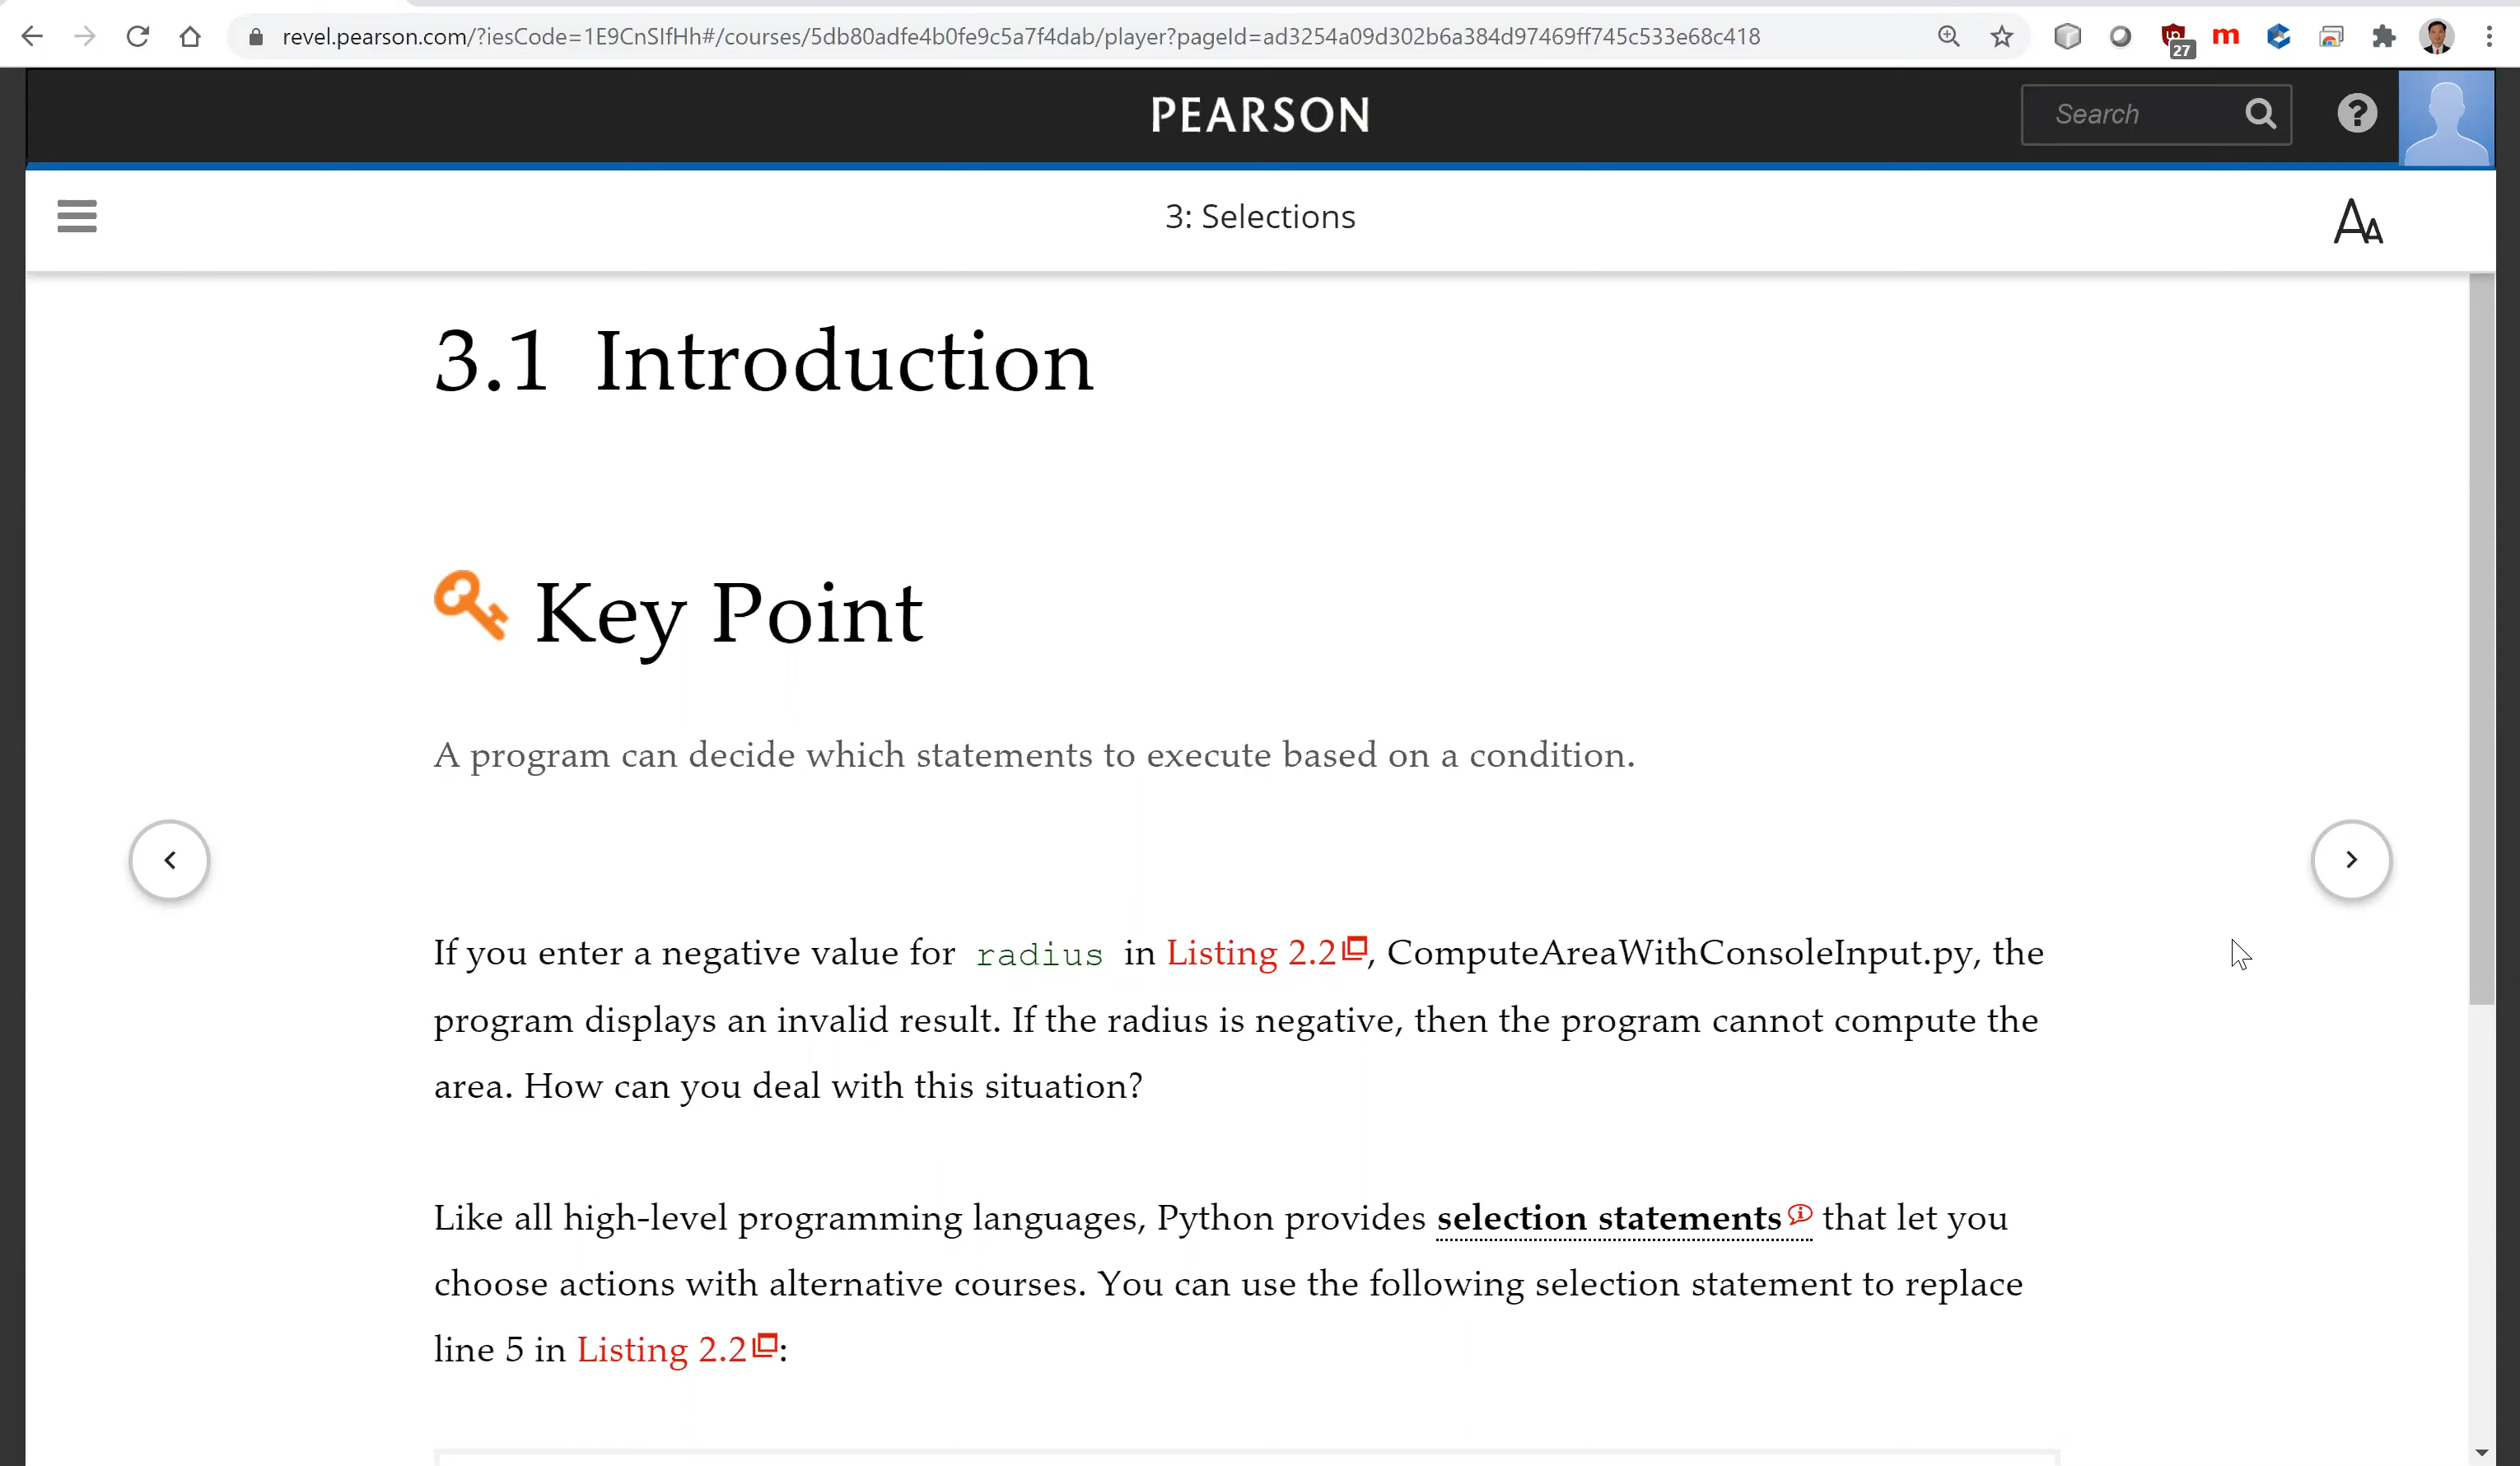 revel.pearson.com/?iesCode=1E9CnSIfHh#/courses/5db80adfe4b0fe9c5a7f4dab/player?pageId=ad3254a09d302b6a384d97469ff745c533e68c418
27
m
PEARSON
Search
3: Selections
3.1 Introduction
Key Point
A program can decide which statements to execute based on a condition.
If you enter a negative value for radius in Listing 2.2, ComputeAreaWithConsoleInput.py, the
program displays an invalid result. If the radius is negative, then the program cannot compute the
area. How can you deal with this situation?
Like all high-level programming languages, Python provides selection statements that let you
choose actions with alternative courses. You can use the following selection statement to replace
line 5 in Listing 2.2: